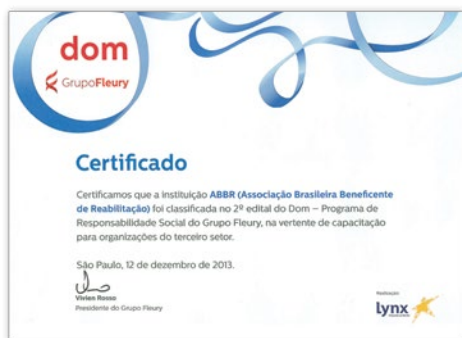 dom
GrupoFleury
Certificado
Certificamos que a instituição ABBR (Associação Brasileira Beneficente
de Reabilitação) foi classificada no 2º edital do Dom – Programa de
Responsabilidade Social do Grupo Fleury, na vertente de capacitação
para organizações do terceiro setor.
São Paulo, 12 de dezembro de 2013.
Vivien Rosso
Presidente do Grupo Fleury
Realização:
lynx